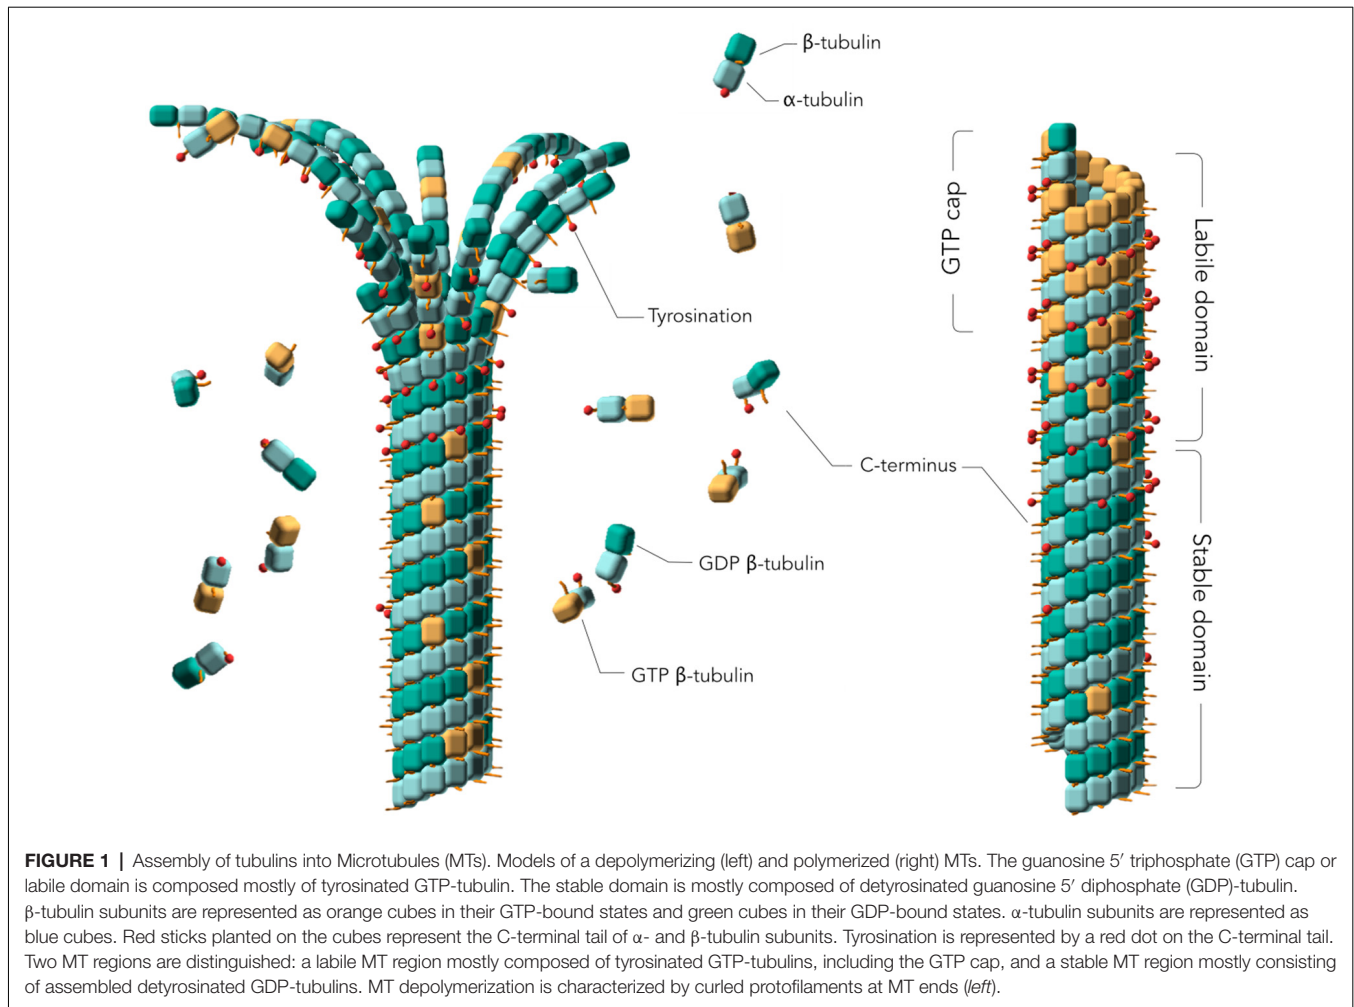 β-tubulin
α-tubulin
GTP cap
Labile domain
Tyrosination
C-terminus
GDP β-tubulin
Stable domain
GTP β-tubulin
FIGURE 1 | Assembly of tubulins into Microtubules (MTs). Models of a depolymerizing (left) and polymerized (right) MTs. The guanosine 5′ triphosphate (GTP) cap or
labile domain is composed mostly of tyrosinated GTP-tubulin. The stable domain is mostly composed of detyrosinated guanosine 5′ diphosphate (GDP)-tubulin.
β-tubulin subunits are represented as orange cubes in their GTP-bound states and green cubes in their GDP-bound states. α-tubulin subunits are represented as
blue cubes. Red sticks planted on the cubes represent the C-terminal tail of α- and β-tubulin subunits. Tyrosination is represented by a red dot on the C-terminal tail.
Two MT regions are distinguished: a labile MT region mostly composed of tyrosinated GTP-tubulins, including the GTP cap, and a stable MT region mostly consisting
of assembled detyrosinated GDP-tubulins. MT depolymerization is characterized by curled protofilaments at MT ends (left).